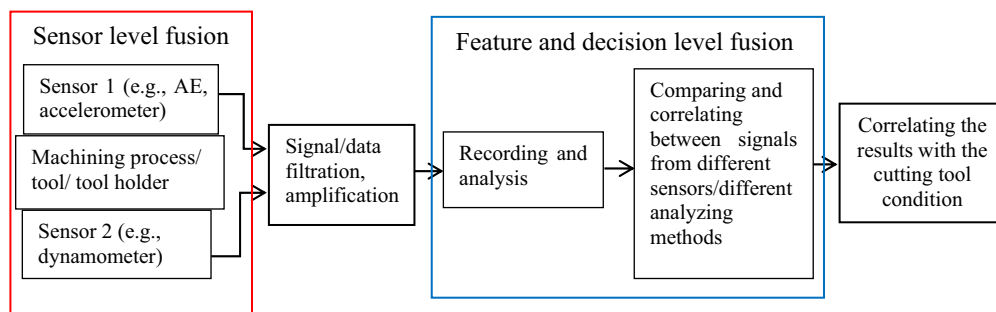 Sensor level fusion
Sensor 1 (e.g., AE,
accelerometer)
Machining process/
tool/ tool holder
Sensor 2 (e.g.,
dynamometer)
Signal/data
filtration,
amplification
Feature and decision level fusion
Recording and
analysis
Comparing and
correlating
between signals
from different
sensors/different
analyzing
methods
Correlating the
results with the
cutting tool
condition